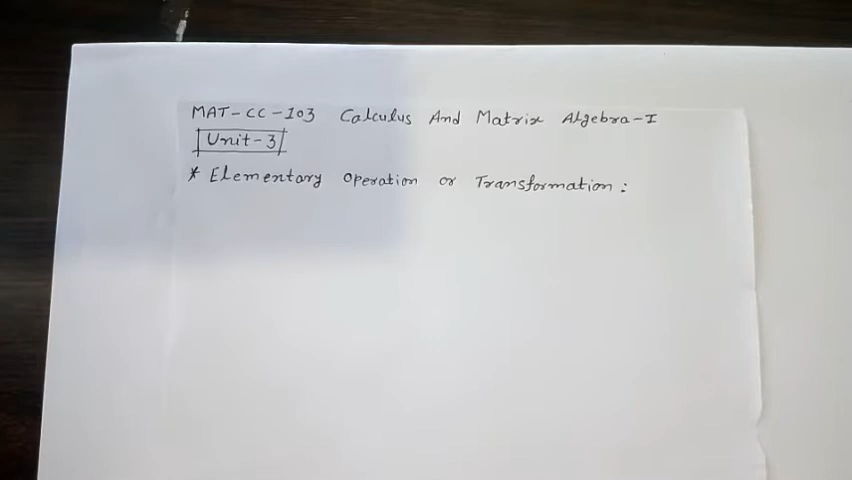 MAT-CC-103 Calculus And Matrix Algebra-I
Unit-3
* Elementary Operation or Transformation :